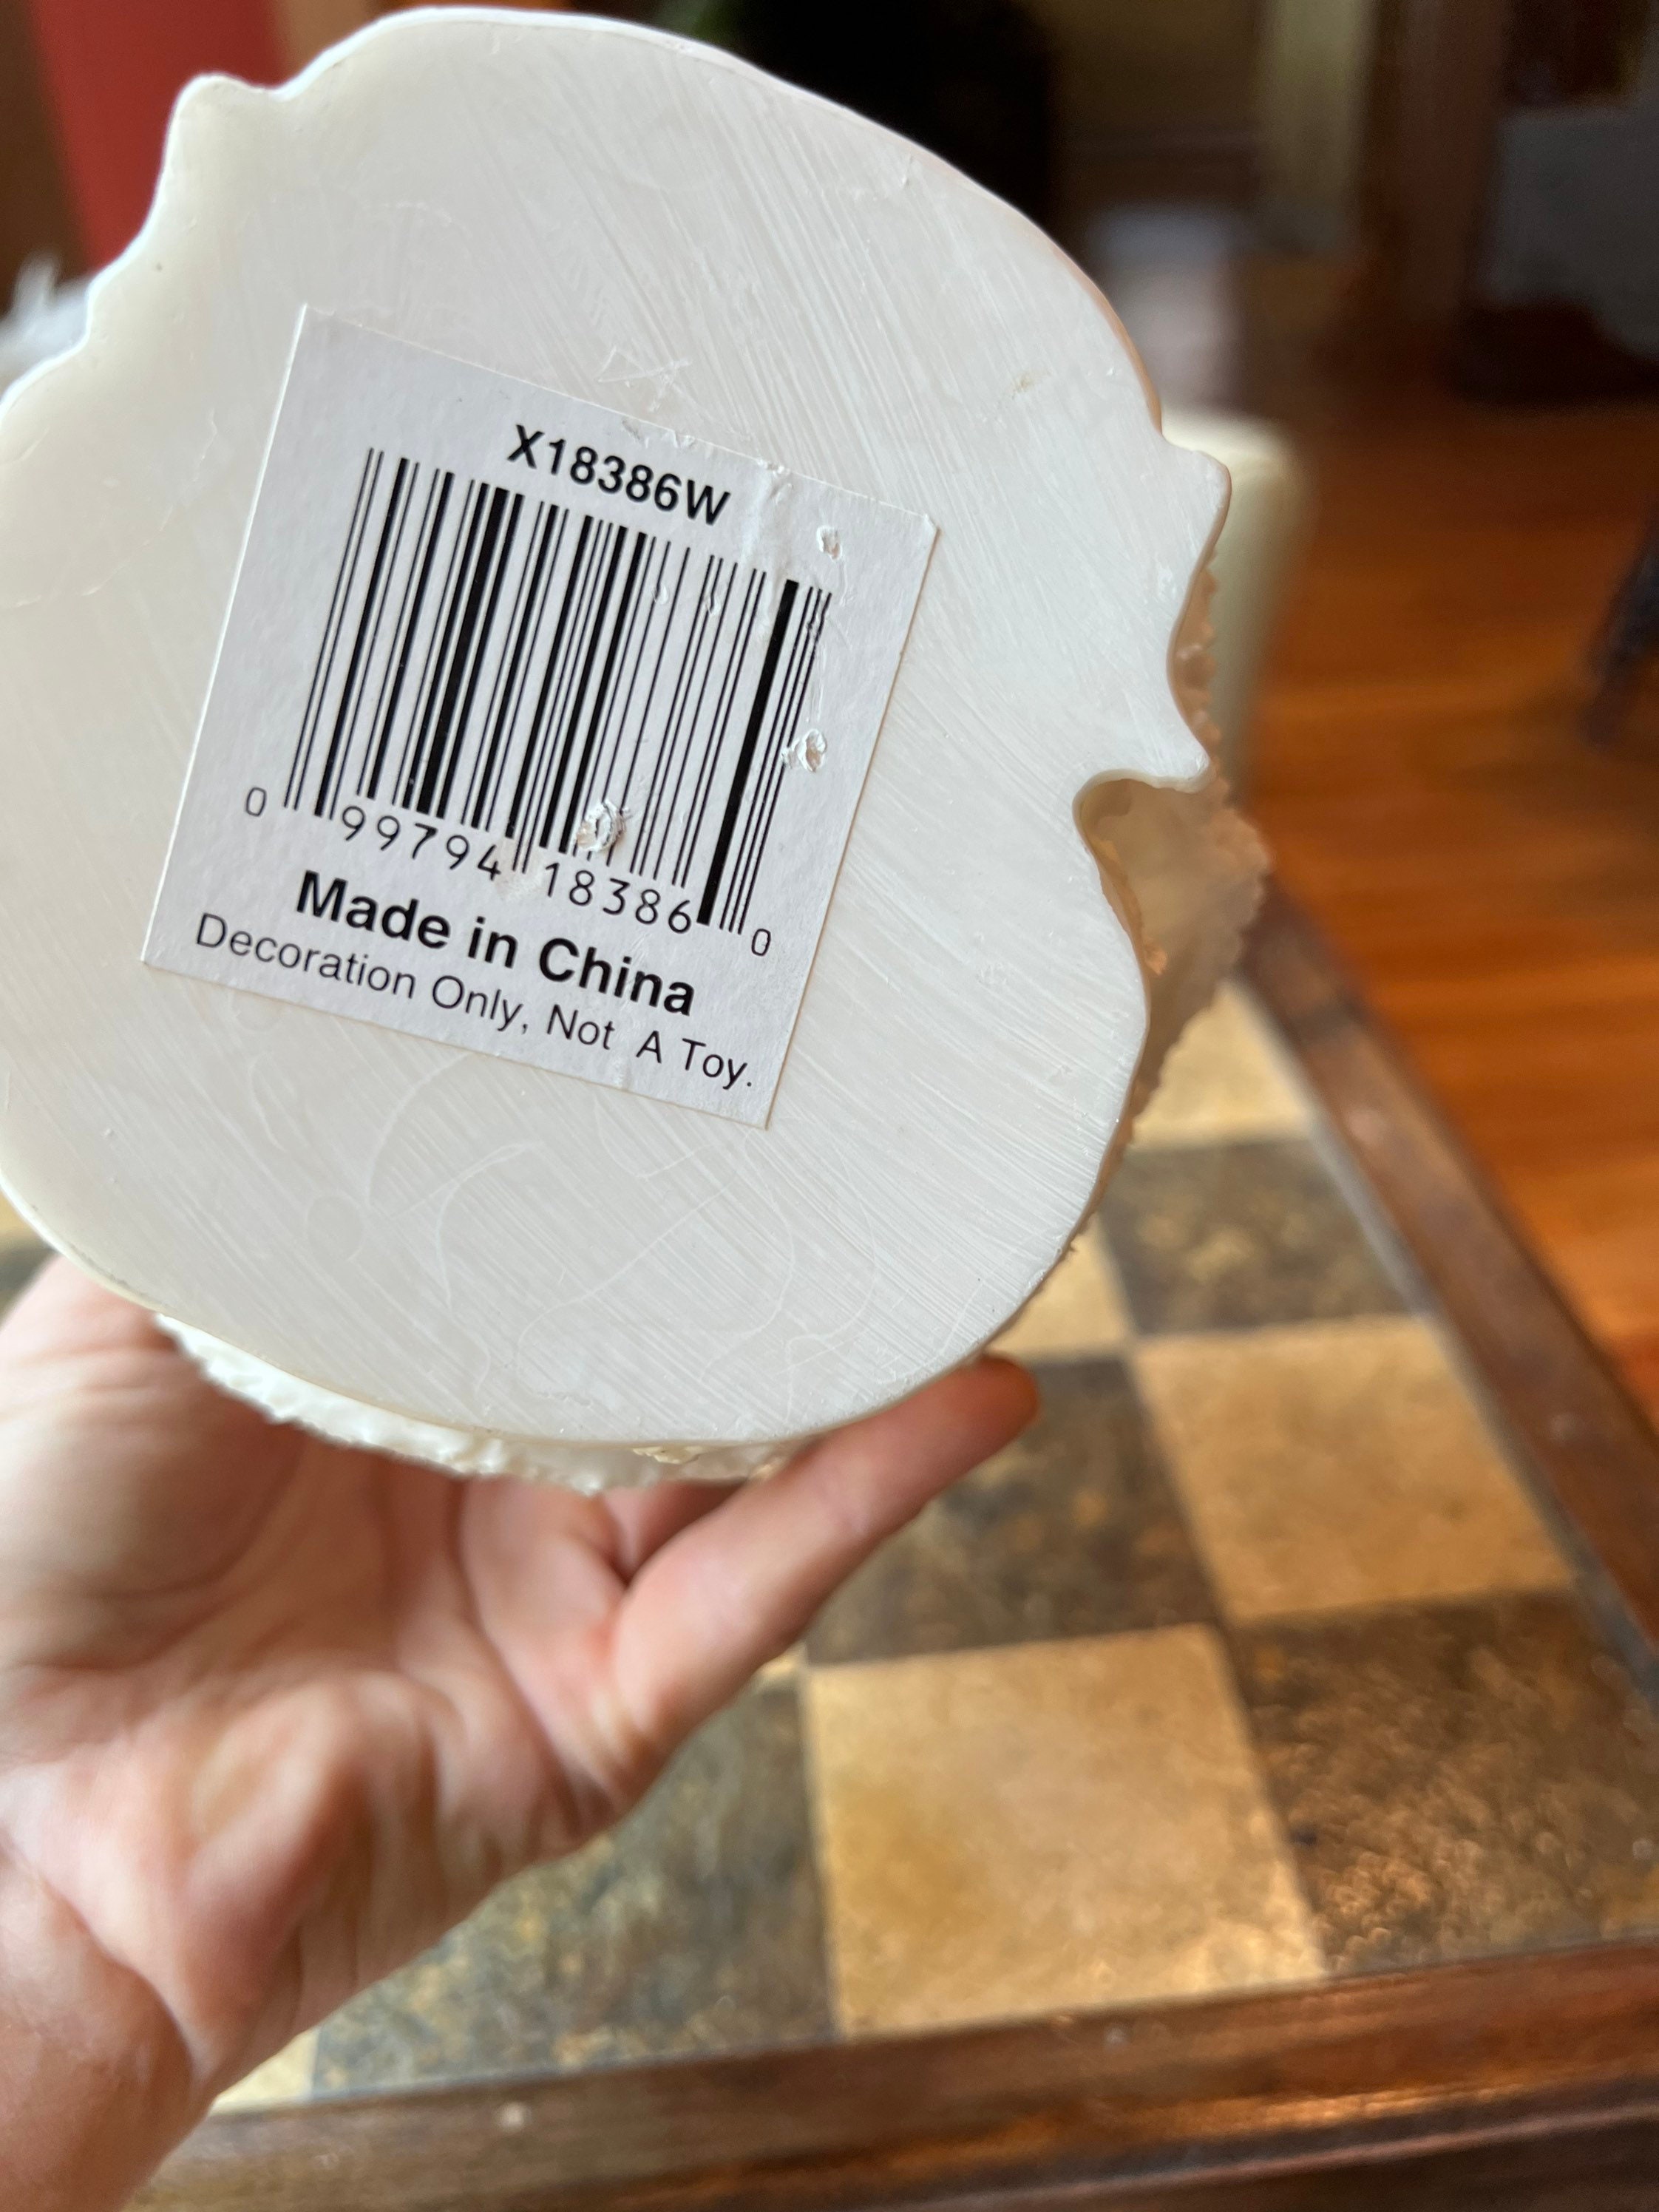 X18386W
0 99794 18386 0
Made in China
Decoration Only, Not A Toy.